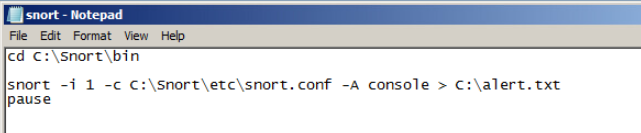 snort - Notepad
File Edit Format View Help
cd C:\Snort\bin
snort -i 1 -c C:\Snort\etc\snort.conf -A console > C:\alert.txt
pause